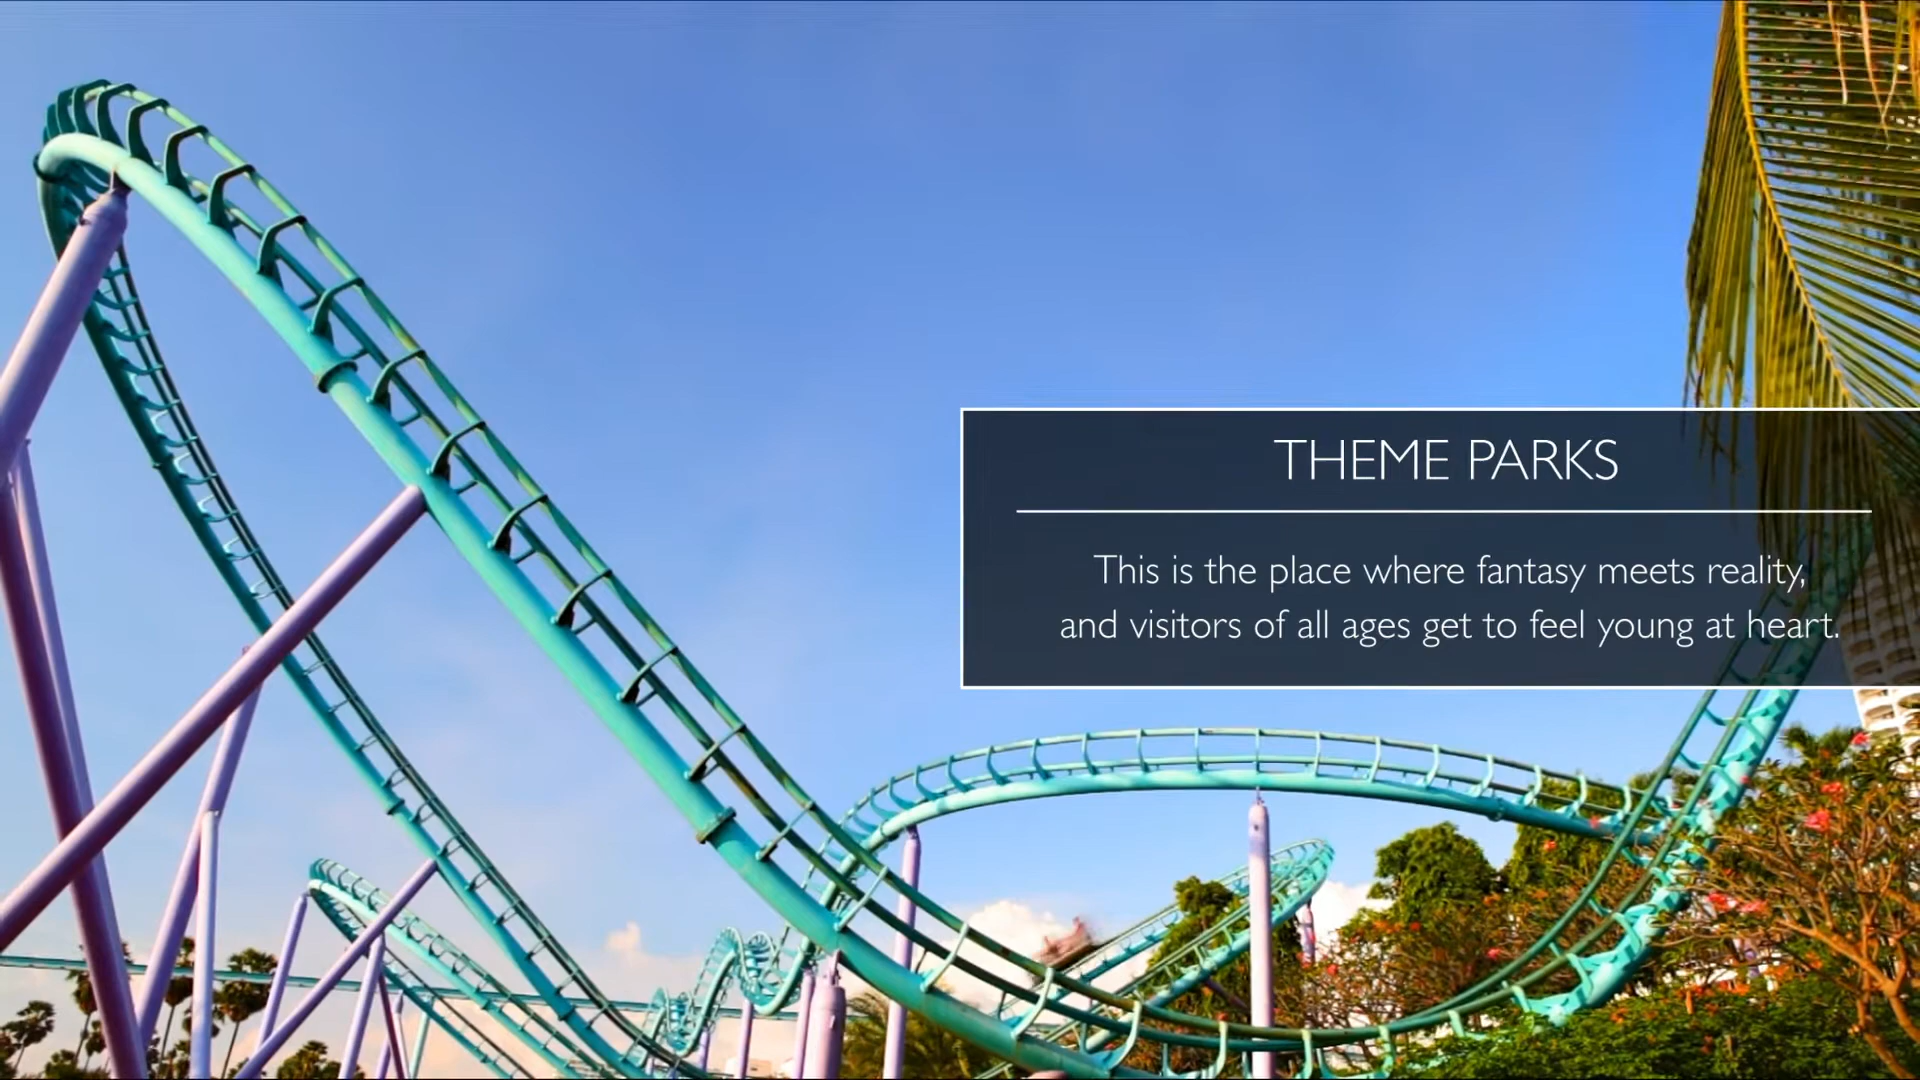 THEME PARKS
This is the place where fantasy meets reality,
and visitors of all ages get to feel young at heart.